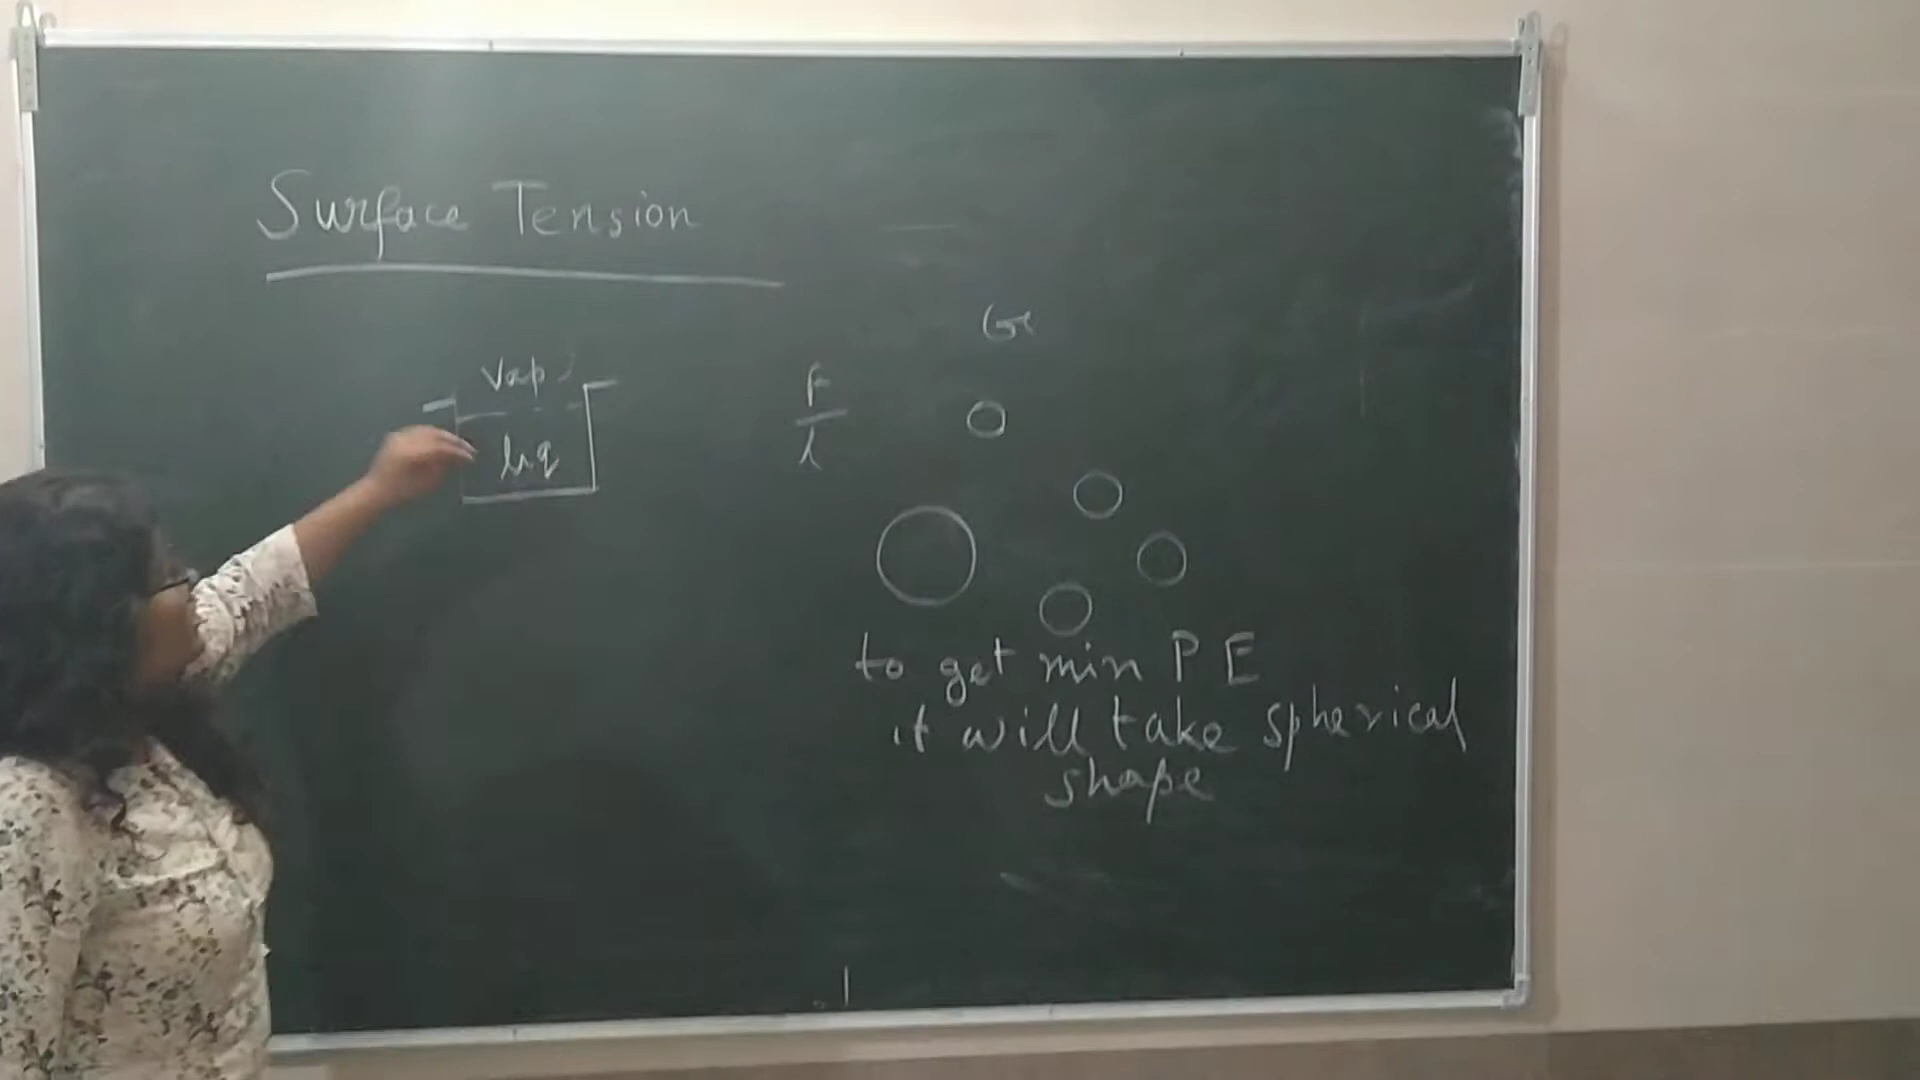 Surface Tension
Vap
liq
F
l
to get min P E
it will take spherical
shape